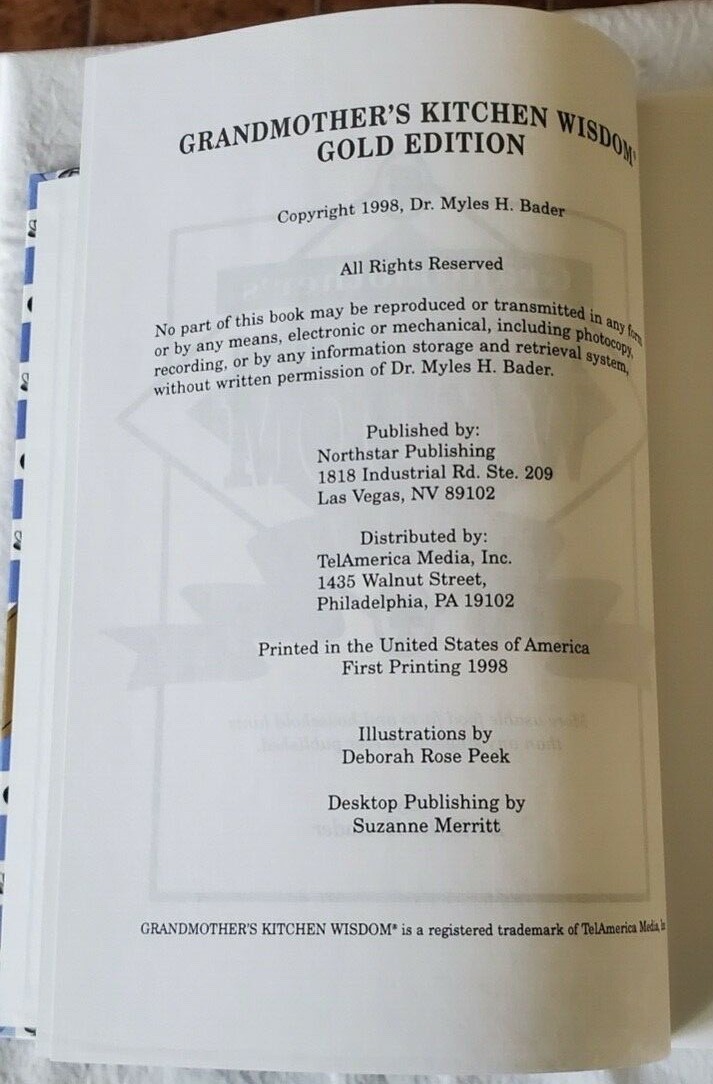 GRANDMOTHER'S KITCHEN WISDOM®
GOLD EDITION
Copyright 1998, Dr. Myles H. Bader
All Rights Reserved
No part of this book may be reproduced or transmitted in any form
or by any means, electronic or mechanical, including photocopy,
recording, or by any information storage and retrieval system,
without written permission of Dr. Myles H. Bader.
Published by:
Northstar Publishing
1818 Industrial Rd. Ste. 209
Las Vegas, NV 89102
Distributed by:
TelAmerica Media, Inc.
1435 Walnut Street,
Philadelphia, PA 19102
Printed in the United States of America
First Printing 1998
Illustrations by
Deborah Rose Peek
Desktop Publishing by
Suzanne Merritt
GRANDMOTHER'S KITCHEN WISDOM® is a registered trademark of TelAmerica Media,